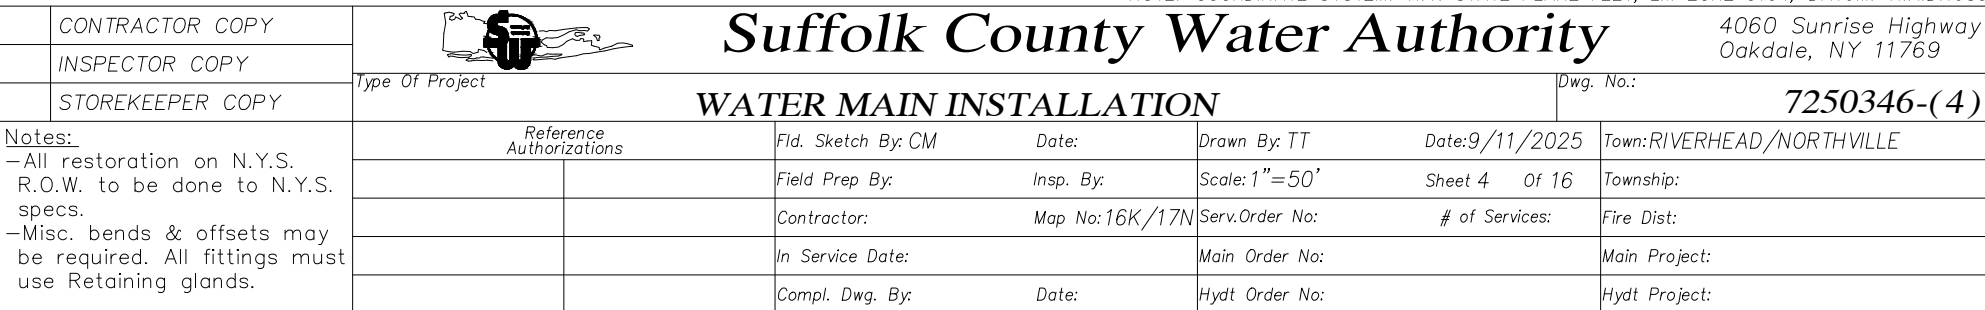 CONTRACTOR COPY
INSPECTOR COPY
STOREKEEPER COPY
Notes:
-All restoration on N.Y.S.
R.O.W. to be done to N.Y.S.
specs.
-Misc. bends & offsets may
be required. All fittings must
use Retaining glands.
SCWA
Suffolk County Water Authority
4060 Sunrise Highway
Oakdale, NY 11769
Type Of Project
WATER MAIN INSTALLATION
Dwg. No.:
7250346-(4)
Reference
Authorizations
Fld. Sketch By: CM Date:
Field Prep By: Insp. By:
Contractor: Map No: 16K/17N
In Service Date:
Compl. Dwg. By: Date:
Drawn By: TT Date: 9/11/2025
Scale: 1"=50' Sheet 4 Of 16
Serv.Order No: # of Services:
Main Order No:
Hydt Order No:
Town: RIVERHEAD/NORTHVILLE
Township:
Fire Dist:
Main Project:
Hydt Project: